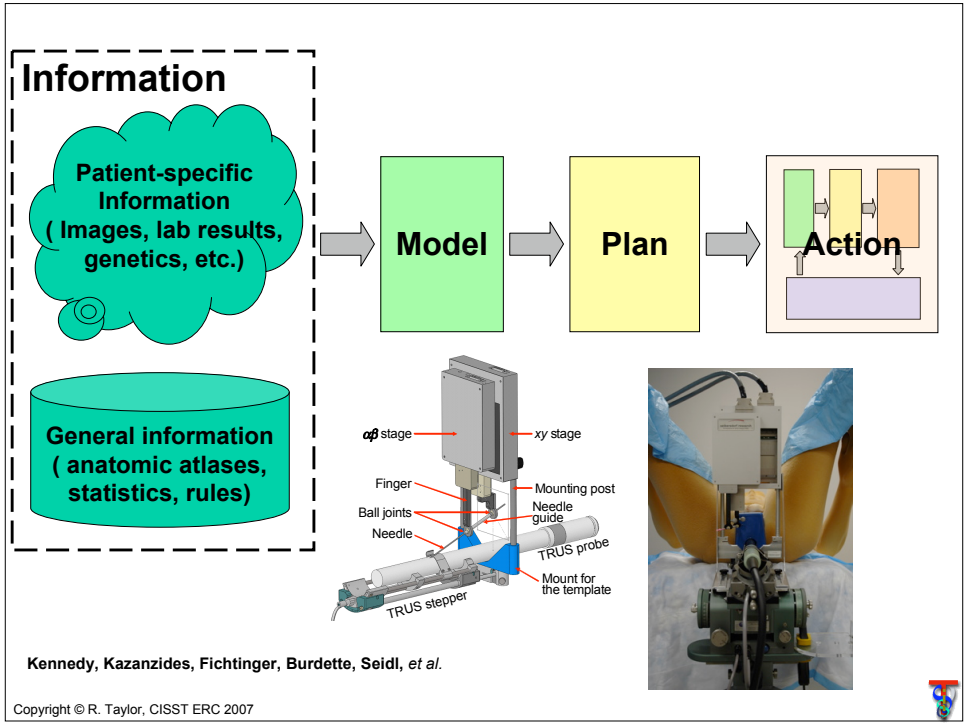 Information
Patient-specific
Information
( Images, lab results,
genetics, etc.)
General information
( anatomic atlases,
statistics, rules)
Model
Plan
Action
αβ stage
xy stage
Finger
Mounting post
Ball joints
Needle
guide
Needle
TRUS probe
Mount for
the template
TRUS stepper
Kennedy, Kazanzides, Fichtinger, Burdette, Seidl, et al.
Copyright © R. Taylor, CISST ERC 2007